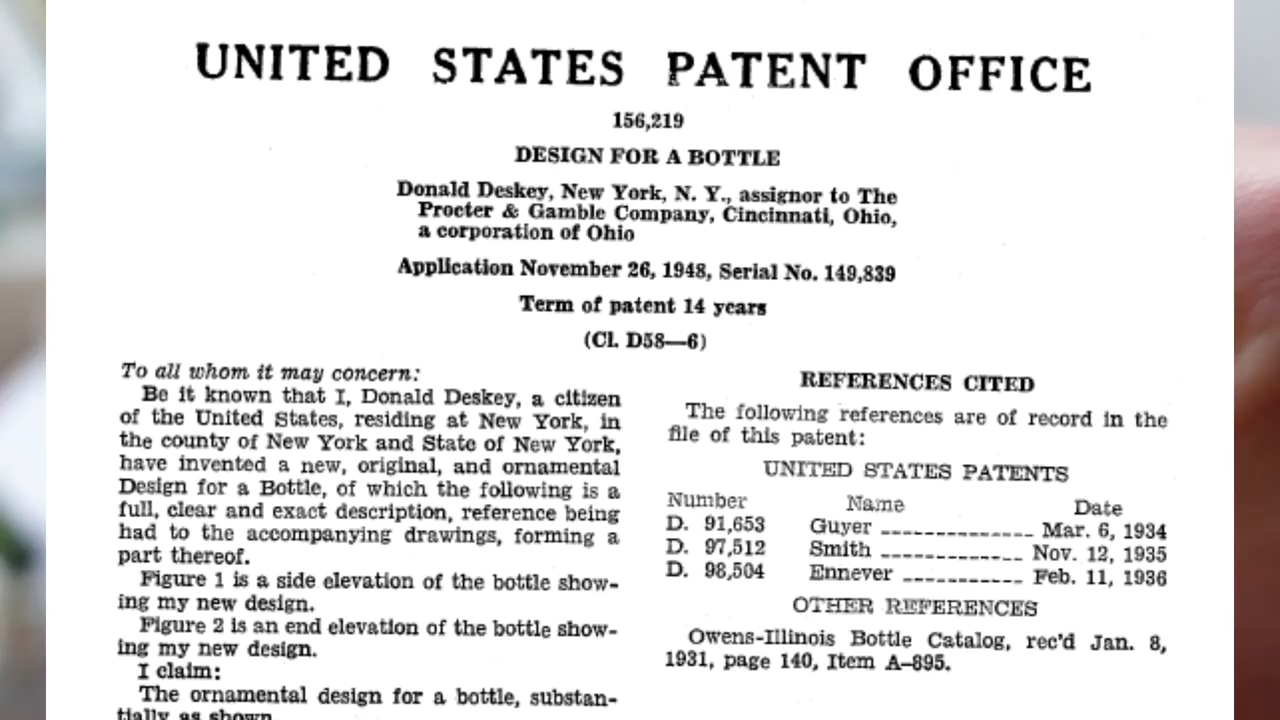 UNITED STATES PATENT OFFICE
156,219
DESIGN FOR A BOTTLE
Donald Deskey, New York, N. Y., assignor to The
Procter & Gamble Company, Cincinnati, Ohio,
a corporation of Ohio
Application November 26, 1948, Serial No. 149,839
Term of patent 14 years
(Cl. D58—6)
To all whom it may concern:
Be it known that I, Donald Deskey, a citizen
of the United States, residing at New York, in
the county of New York and State of New York,
have invented a new, original, and ornamental
Design for a Bottle, of which the following is a
full, clear and exact description, reference being
had to the accompanying drawings, forming a
part thereof.
Figure 1 is a side elevation of the bottle show-
ing my new design.
Figure 2 is an end elevation of the bottle show-
ing my new design.
I claim:
The ornamental design for a bottle, substan-
tially as shown.
REFERENCES CITED
The following references are of record in the
file of this patent:
UNITED STATES PATENTS
Number Name Date
D. 91,653 Guyer -------------- Mar. 6, 1934
D. 97,512 Smith ------------- Nov. 12, 1935
D. 98,504 Ennever ----------- Feb. 11, 1936
OTHER REFERENCES
Owens-Illinois Bottle Catalog, rec'd Jan. 8,
1931, page 140, Item A-895.